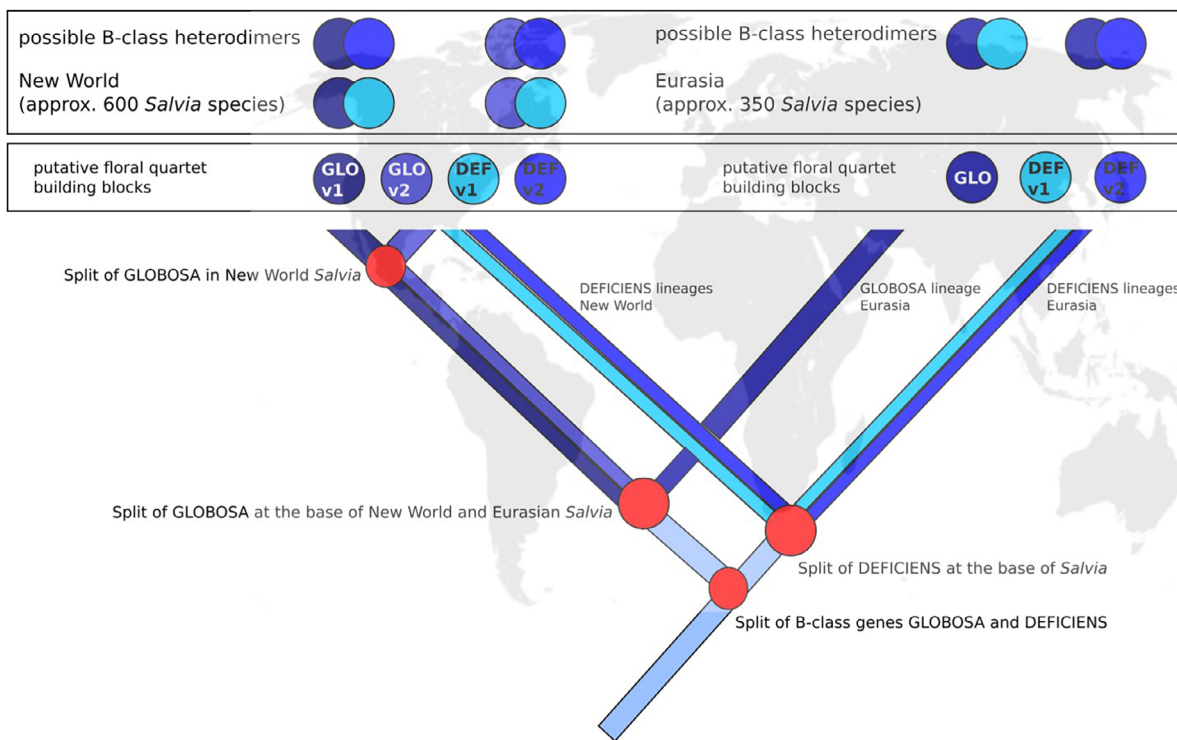 possible B-class heterodimers
New World
(approx. 600 Salvia species)
possible B-class heterodimers
Eurasia
(approx. 350 Salvia species)
putative floral quartet
building blocks
GLO
v1
GLO
v2
DEF
v1
DEF
v2
putative floral quartet
building blocks
GLO
DEF
v1
DEF
v2
Split of GLOBOSA in New World Salvia
DEFICIENS lineages
New World
GLOBOSA lineage
Eurasia
DEFICIENS lineages
Eurasia
Split of GLOBOSA at the base of New World and Eurasian Salvia
Split of DEFICIENS at the base of Salvia
Split of B-class genes GLOBOSA and DEFICIENS